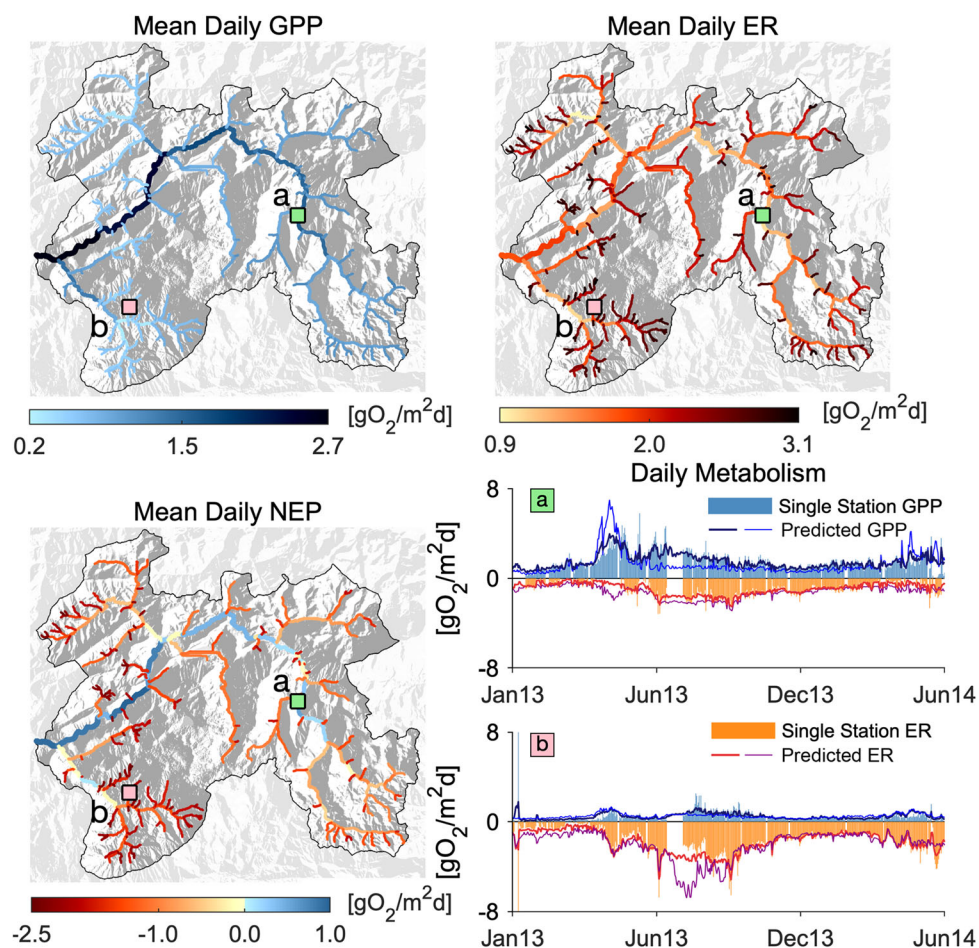 Mean Daily GPP
a
b
[gO2/m2d]
0.2 1.5 2.7
Mean Daily ER
a
b
[gO2/m2d]
0.9 2.0 3.1
Mean Daily NEP
a
b
[gO2/m2d]
-2.5 -1.0 0.0 1.0
Daily Metabolism
a
Single Station GPP
Predicted GPP
[gO2/m2d]
8
0
-8
Jan13 Jun13 Dec13 Jun14
b
Single Station ER
Predicted ER
[gO2/m2d]
8
0
-8
Jan13 Jun13 Dec13 Jun14